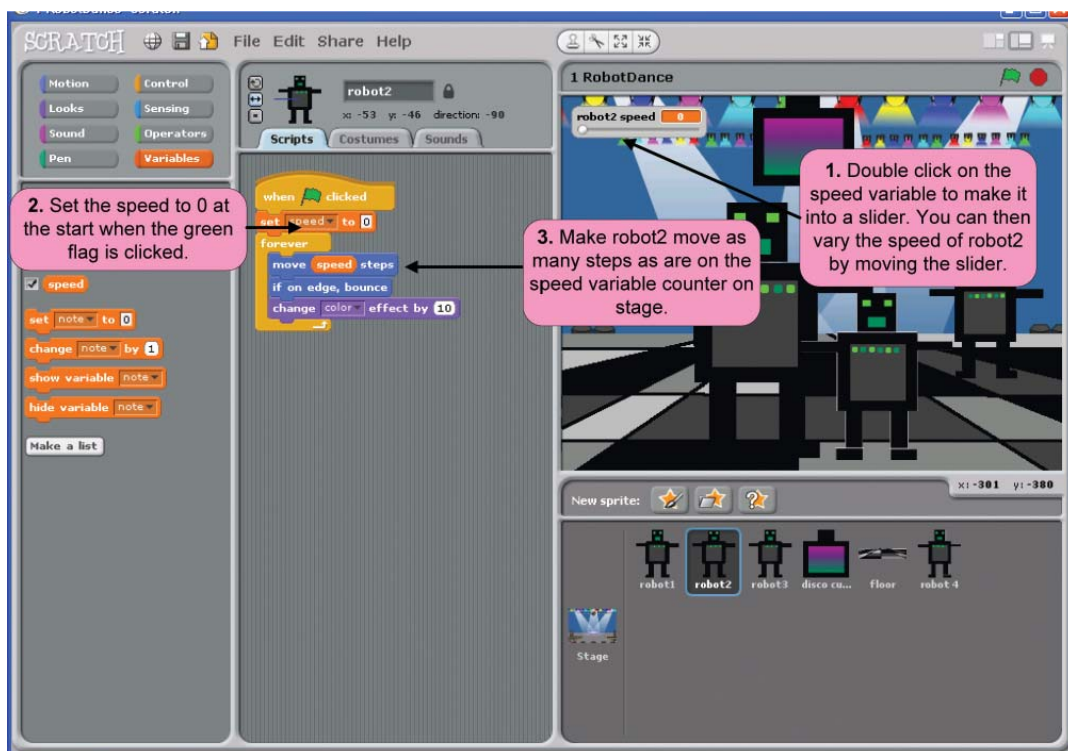 SCRATCH File Edit Share Help
Motion Control
Looks Sensing
Sound Operators
Pen Variables
2. Set the speed to 0 at
the start when the green
flag is clicked.
speed
set note to 0
change note by 1
show variable note
hide variable note
Make a list
robot2
x: -53 y: -46 direction: -90
Scripts Costumes Sounds
when clicked
set speed to 0
forever
move speed steps
if on edge, bounce
change color effect by 10
3. Make robot2 move as
many steps as are on the
speed variable counter on
stage.
1 RobotDance
robot2 speed 0
1. Double click on the
speed variable to make it
into a slider. You can then
vary the speed of robot2
by moving the slider.
x: -301 y: -380
New sprite:
robot1 robot2 robot3 disco cu... floor robot 4
Stage